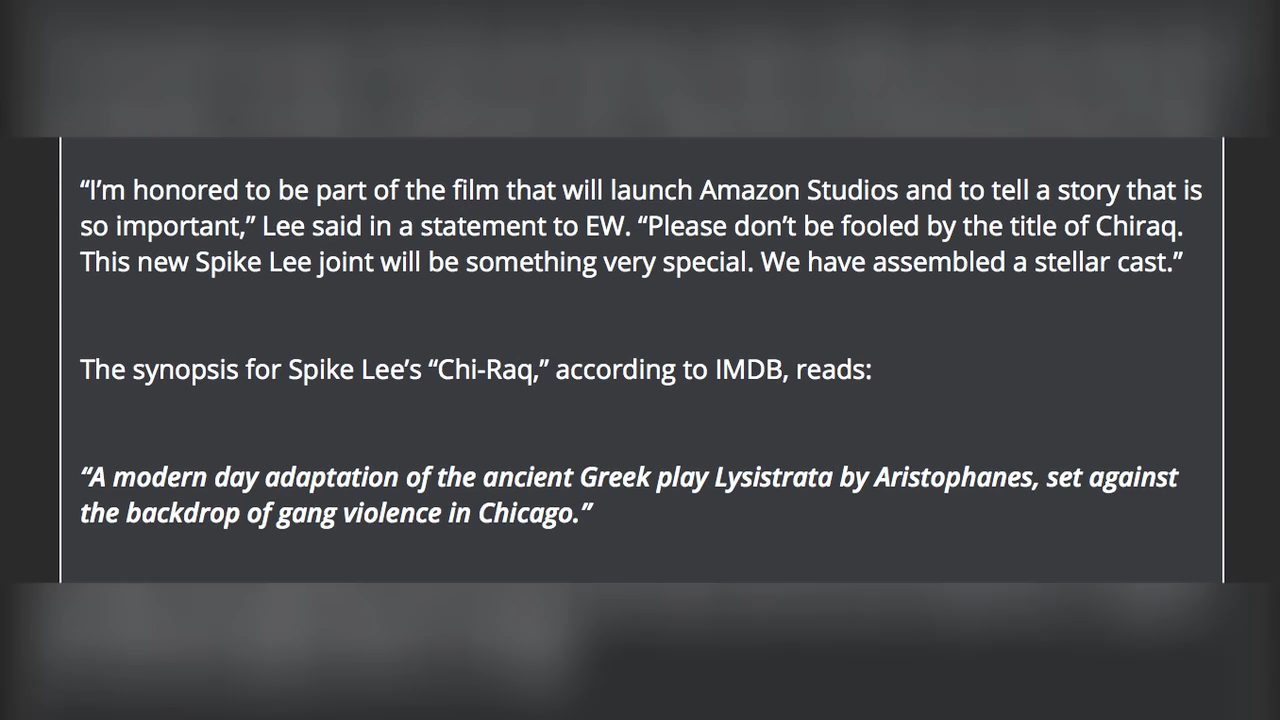 “I’m honored to be part of the film that will launch Amazon Studios and to tell a story that is
so important,” Lee said in a statement to EW. “Please don’t be fooled by the title of Chiraq.
This new Spike Lee joint will be something very special. We have assembled a stellar cast.”
The synopsis for Spike Lee’s “Chi-Raq,” according to IMDB, reads:
“A modern day adaptation of the ancient Greek play Lysistrata by Aristophanes, set against
the backdrop of gang violence in Chicago.”